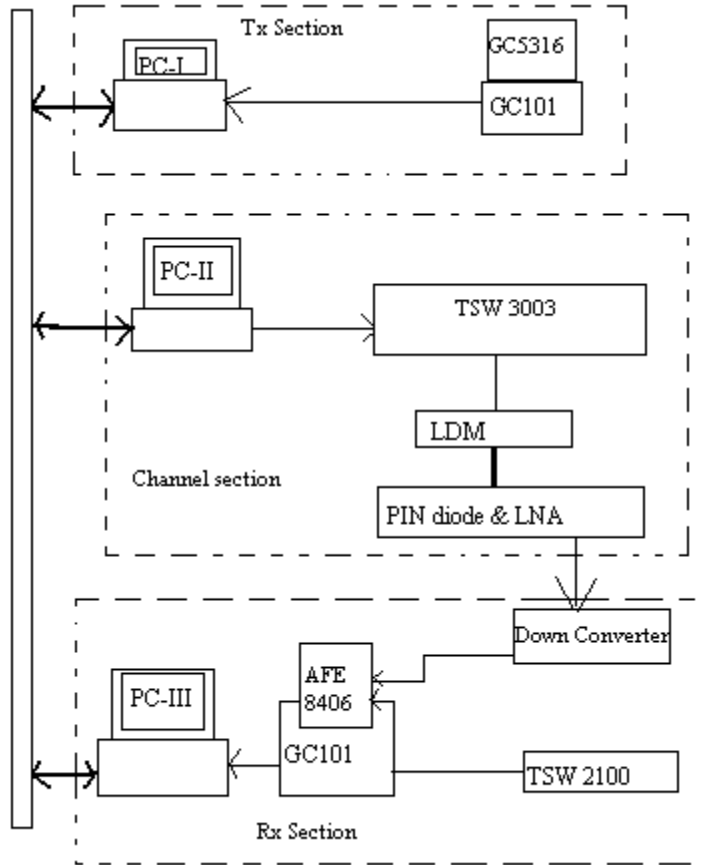 Tx Section
PC-I
GC5316
GC101
PC-II
TSW 3003
LDM
Channel section
PIN diode & LNA
Down Converter
AFE
8406
PC-III
GC101
TSW 2100
Rx Section